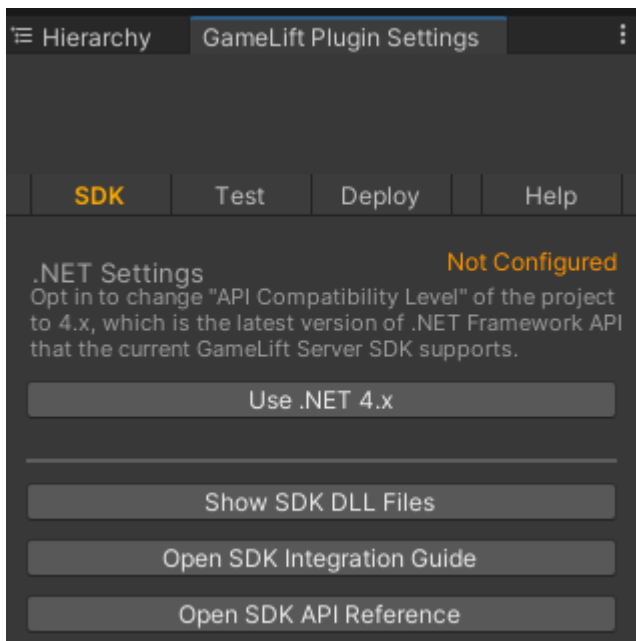 Hierarchy GameLift Plugin Settings
SDK Test Deploy Help
.NET Settings Not Configured
Opt in to change "API Compatibility Level" of the project
to 4.x, which is the latest version of .NET Framework API
that the current GameLift Server SDK supports.
Use .NET 4.x
Show SDK DLL Files
Open SDK Integration Guide
Open SDK API Reference